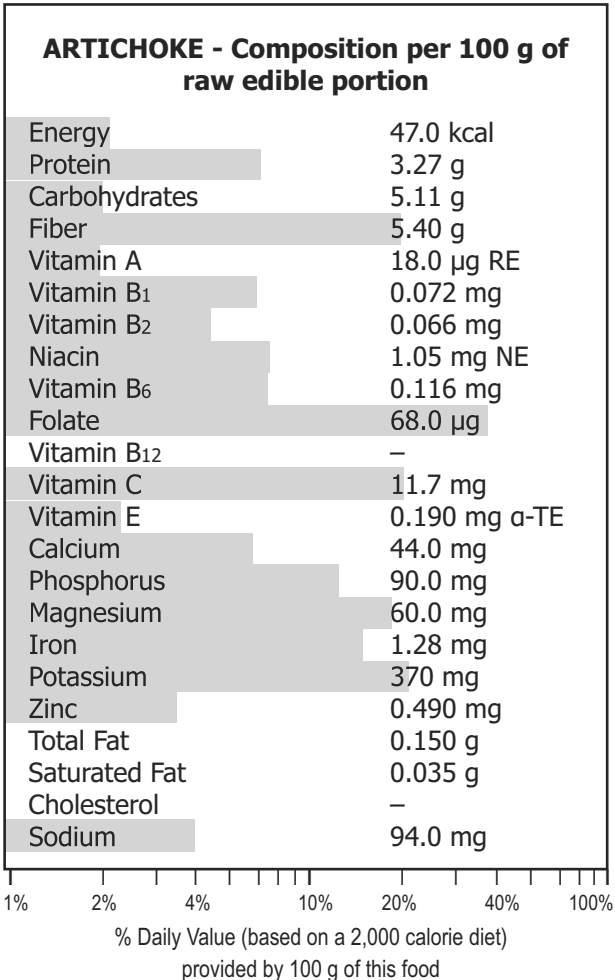 ARTICHOKE - Composition per 100 g of
raw edible portion
Energy 47.0 kcal
Protein 3.27 g
Carbohydrates 5.11 g
Fiber 5.40 g
Vitamin A 18.0 µg RE
Vitamin B1 0.072 mg
Vitamin B2 0.066 mg
Niacin 1.05 mg NE
Vitamin B6 0.116 mg
Folate 68.0 µg
Vitamin B12 –
Vitamin C 11.7 mg
Vitamin E 0.190 mg α-TE
Calcium 44.0 mg
Phosphorus 90.0 mg
Magnesium 60.0 mg
Iron 1.28 mg
Potassium 370 mg
Zinc 0.490 mg
Total Fat 0.150 g
Saturated Fat 0.035 g
Cholesterol –
Sodium 94.0 mg
1% 2% 4% 10% 20% 40% 100%
% Daily Value (based on a 2,000 calorie diet)
provided by 100 g of this food